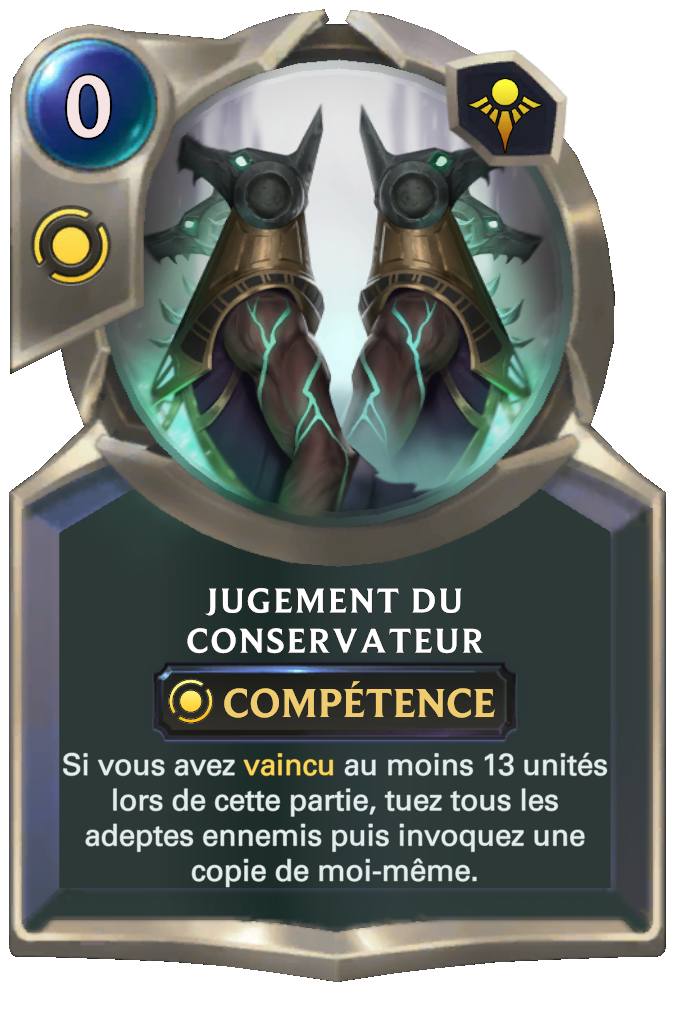 0
JUGEMENT DU
CONSERVATEUR
COMPÉTENCE
Si vous avez vaincu au moins 13 unités
lors de cette partie, tuez tous les
adeptes ennemis puis invoquez une
copie de moi-même.